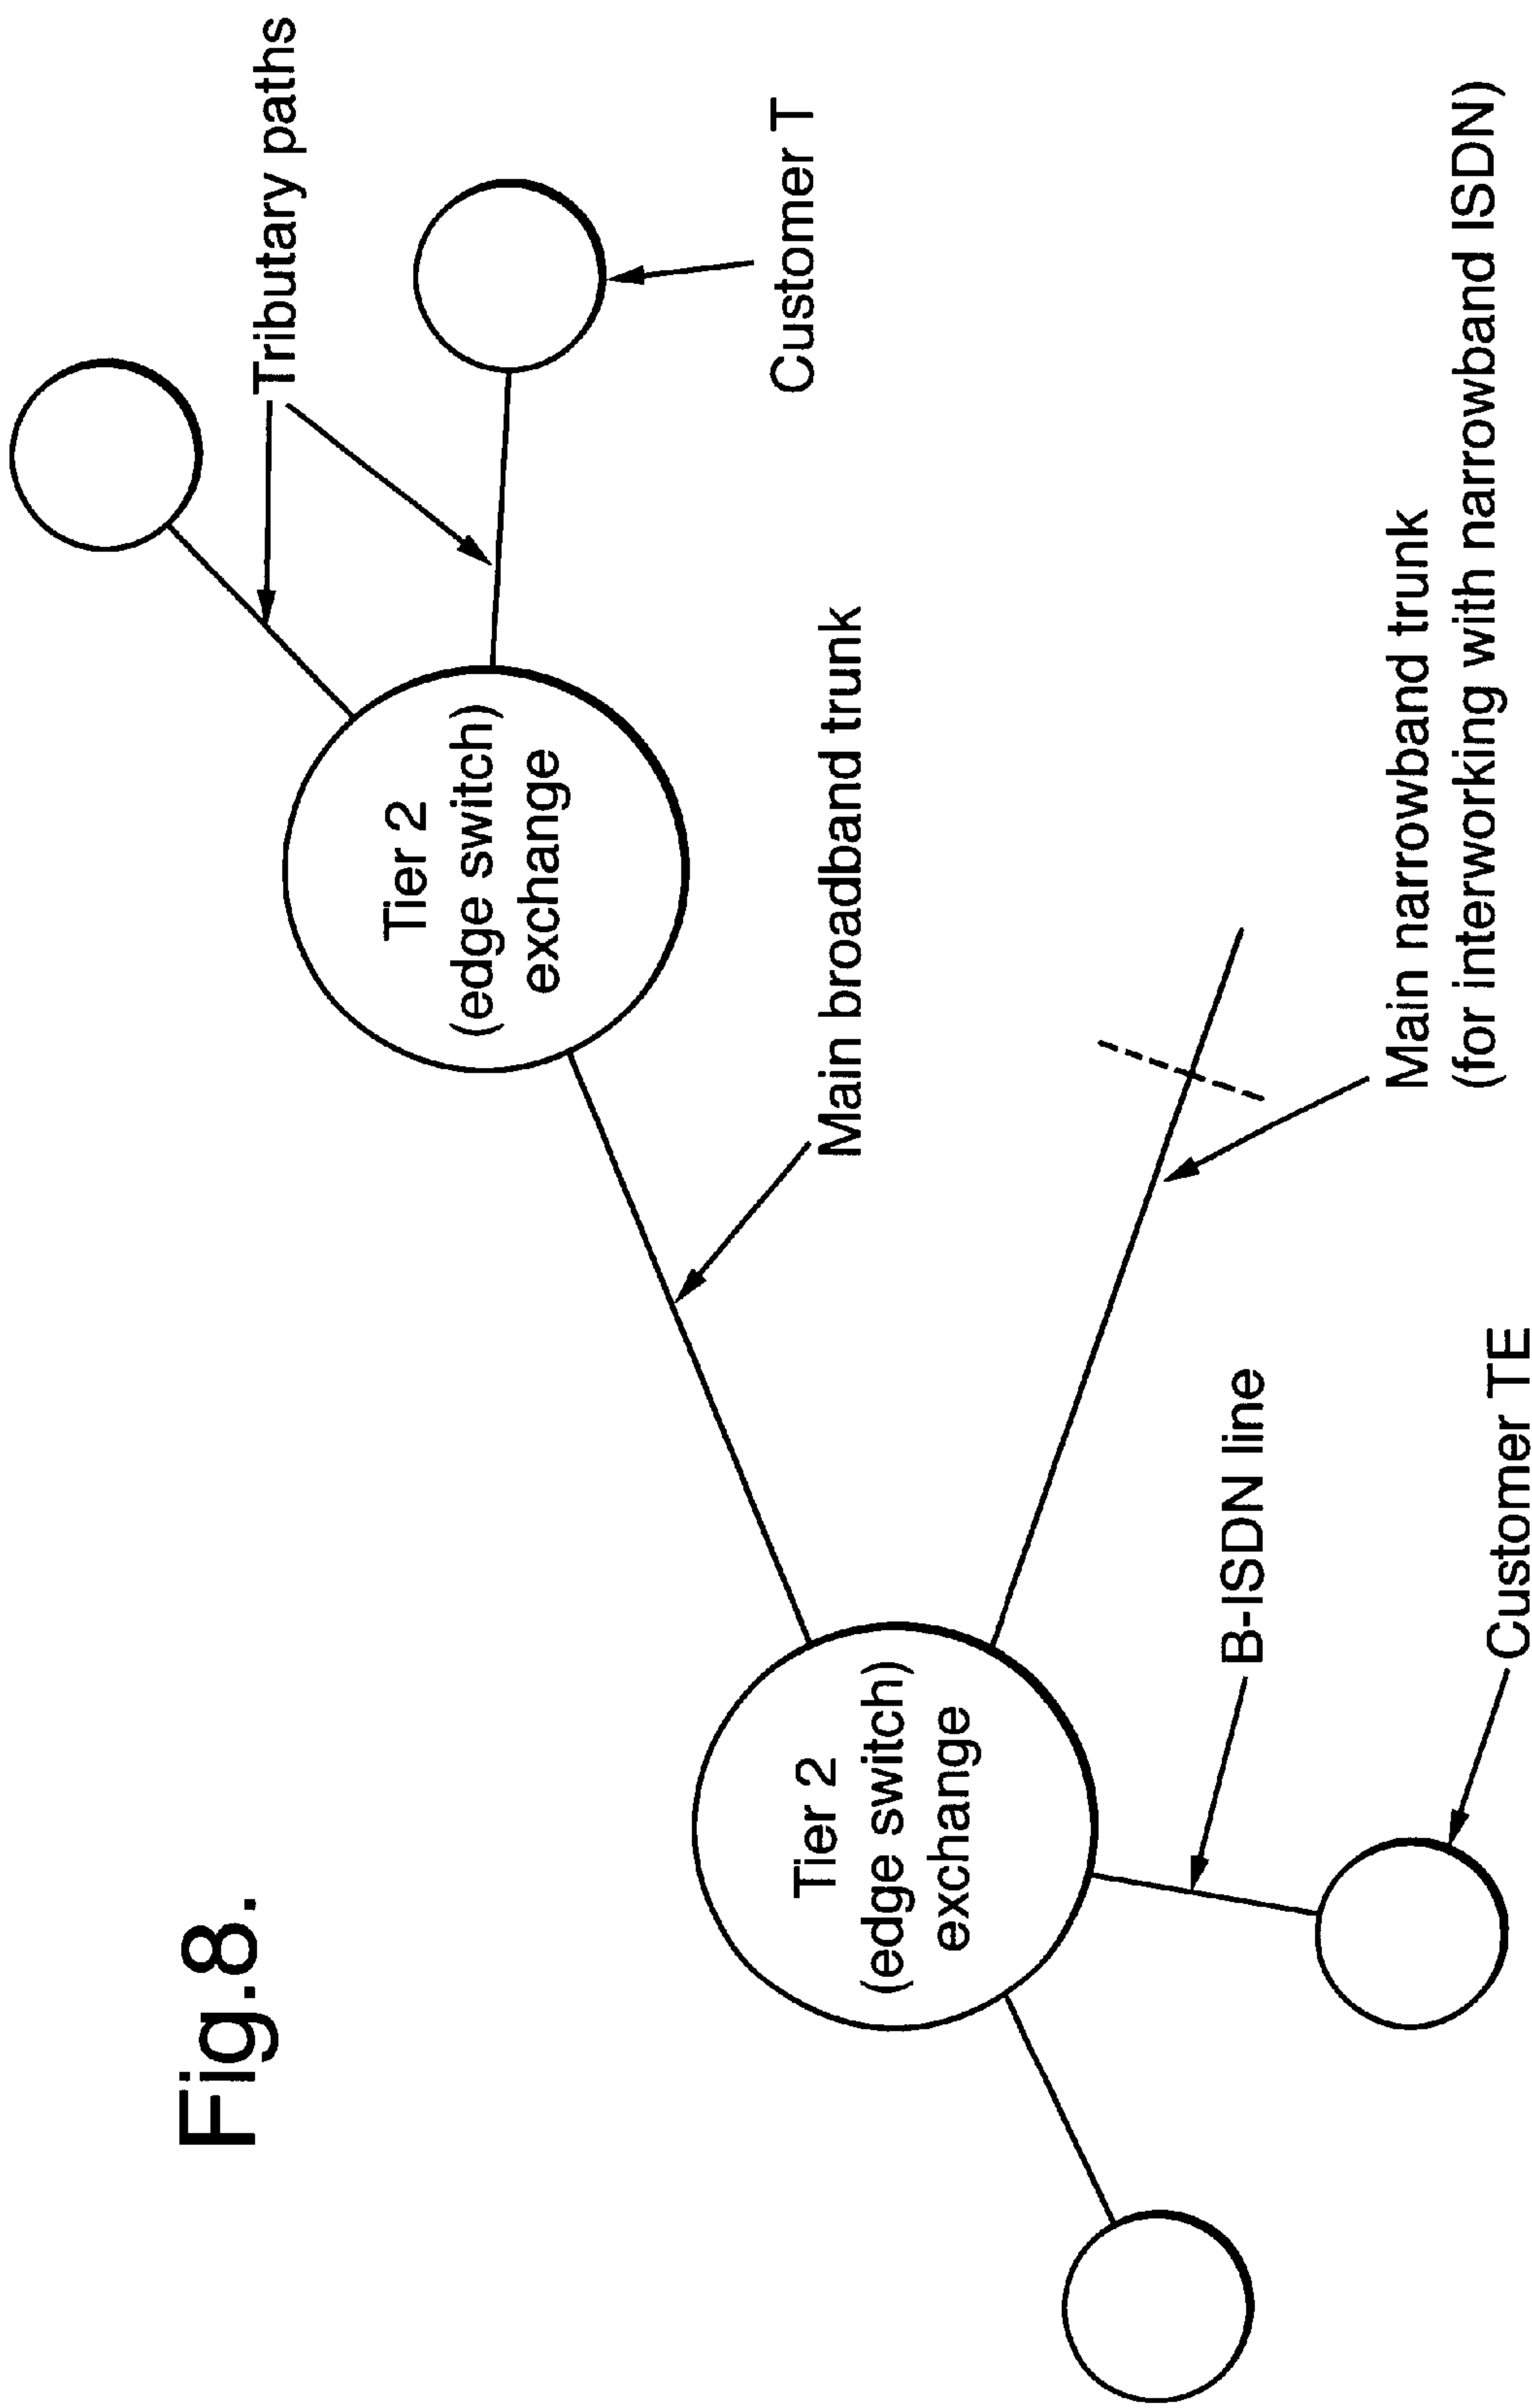 Fig.8.
Tributary paths
Tier 2
(edge switch)
exchange
Customer T
Main broadband trunk
Tier 2
(edge switch)
exchange
B-ISDN line
Main narrowband trunk
(for interworking with narrowband ISDN)
Customer TE